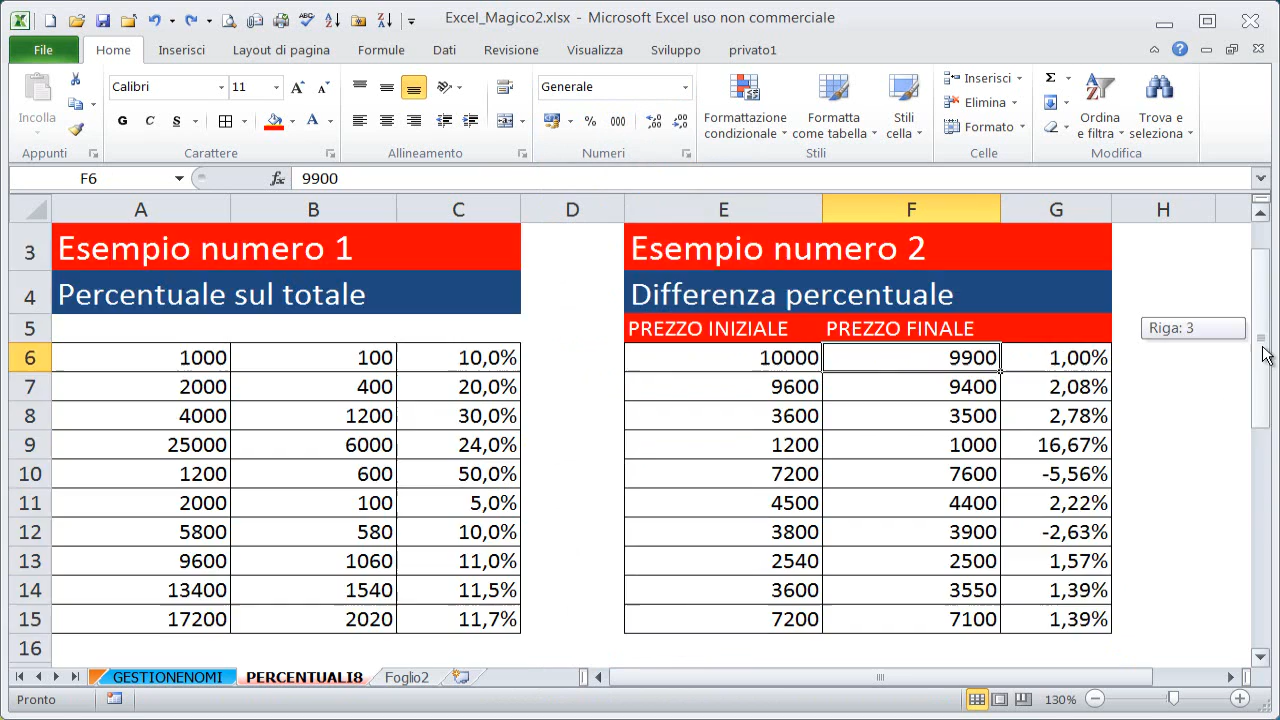 Excel_Magico2.xlsx - Microsoft Excel uso non commerciale
File Home Inserisci Layout di pagina Formule Dati Revisione Visualizza Sviluppo privato1
Incolla
Appunti
Calibri 11
G C S A
Carattere
Allineamento
Generale
% 000
Numeri
Formattazione condizionale
Formatta come tabella
Stili cella
Stili
Inserisci
Elimina
Formato
Celle
Σ
Ordina e filtra
Trova e seleziona
Modifica
F6 fx 9900
A B C D E F G H
3 Esempio numero 1 Esempio numero 2
4 Percentuale sul totale Differenza percentuale
5 PREZZO INIZIALE PREZZO FINALE
Riga: 3
6 1000 100 10,0% 10000 9900 1,00%
7 2000 400 20,0% 9600 9400 2,08%
8 4000 1200 30,0% 3600 3500 2,78%
9 25000 6000 24,0% 1200 1000 16,67%
10 1200 600 50,0% 7200 7600 -5,56%
11 2000 100 5,0% 4500 4400 2,22%
12 5800 580 10,0% 3800 3900 -2,63%
13 9600 1060 11,0% 2540 2500 1,57%
14 13400 1540 11,5% 3600 3550 1,39%
15 17200 2020 11,7% 7200 7100 1,39%
16
GESTIONENOMI PERCENTUALI8 Foglio2
Pronto 130%